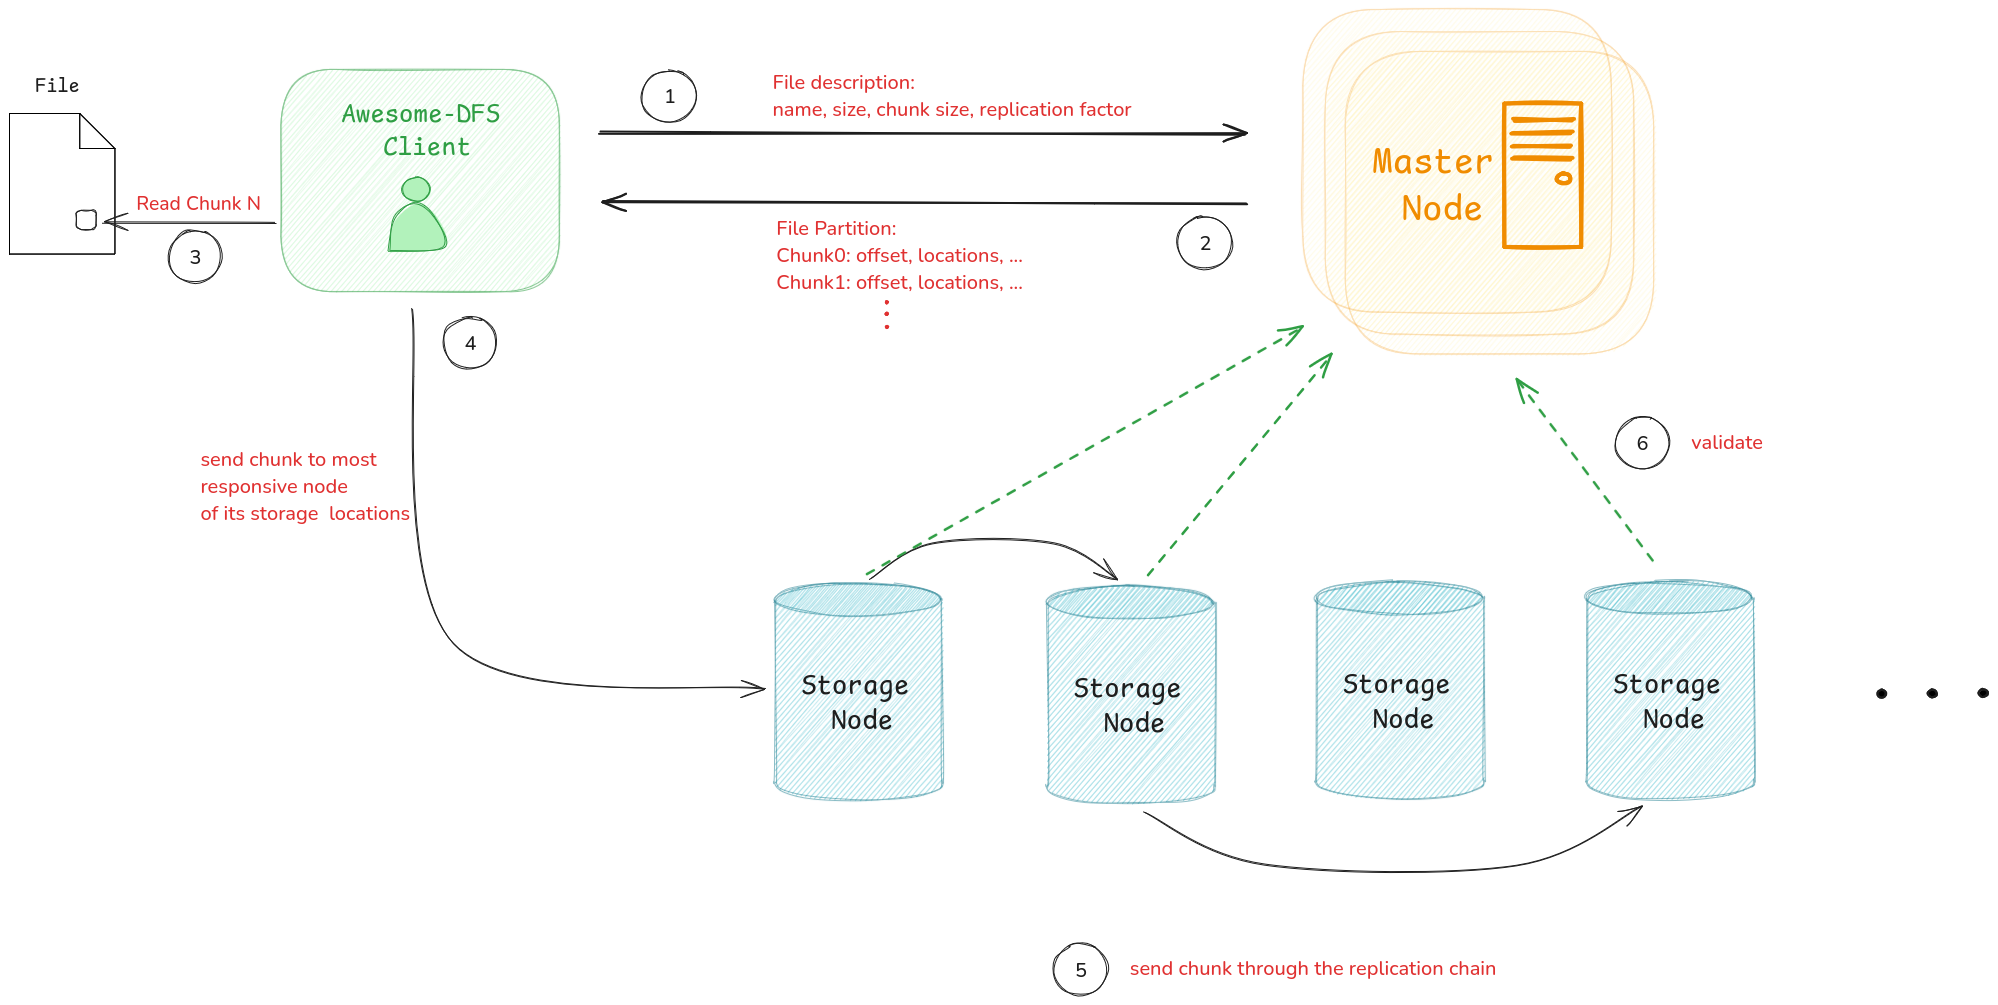 File
Awesome-DFS
Client
1
File description:
name, size, chunk size, replication factor
Master
Node
Read Chunk N
3
2
File Partition:
Chunk0: offset, locations, ...
Chunk1: offset, locations, ...
4
send chunk to most
responsive node
of its storage  locations
6
validate
Storage
Node
Storage
Node
Storage
Node
Storage
Node
5
send chunk through the replication chain